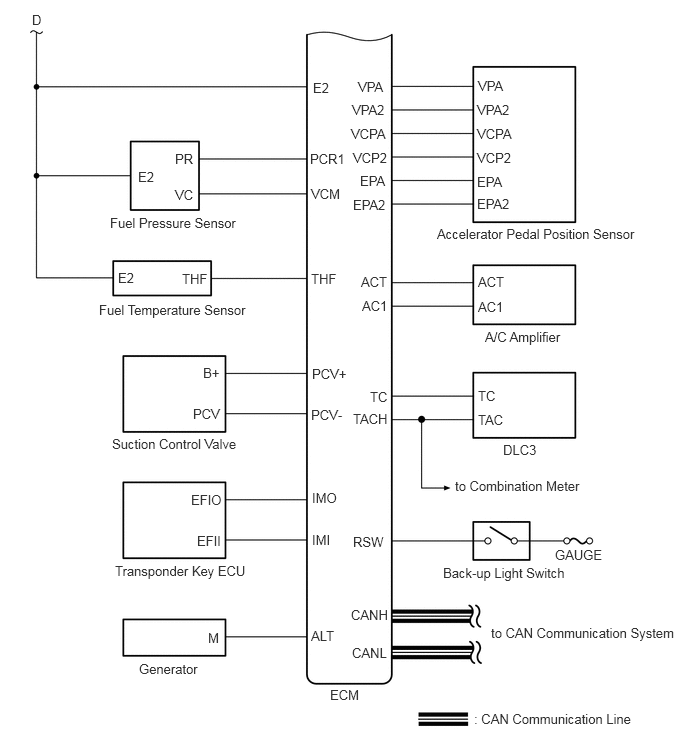 D
E2
VPA
VPA
VPA2
VPA2
VCPA
VCPA
PR
PCR1
VCP2
VCP2
E2
EPA
EPA
VC
VCM
EPA2
EPA2
Fuel Pressure Sensor
Accelerator Pedal Position Sensor
E2
THF
THF
ACT
ACT
AC1
AC1
Fuel Temperature Sensor
A/C Amplifier
B+
PCV+
TC
TC
PCV
PCV-
TACH
TAC
Suction Control Valve
DLC3
to Combination Meter
EFIO
IMO
EFII
IMI
RSW
GAUGE
Transponder Key ECU
Back-up Light Switch
CANH
M
ALT
to CAN Communication System
CANL
Generator
ECM
: CAN Communication Line